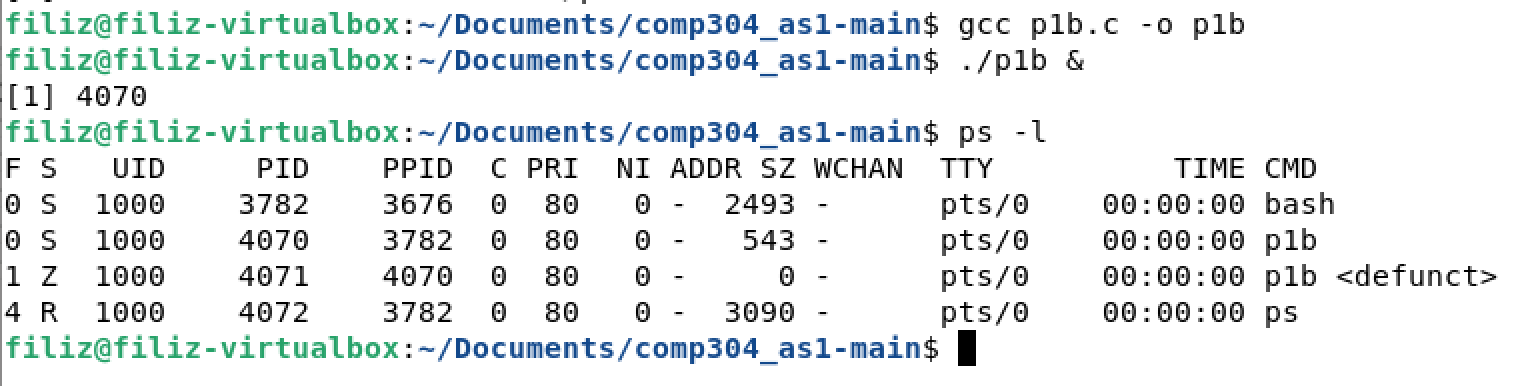 filiz@filiz-virtualbox:~/Documents/comp304_as1-main$ gcc p1b.c -o p1b
filiz@filiz-virtualbox:~/Documents/comp304_as1-main$ ./p1b &
[1] 4070
filiz@filiz-virtualbox:~/Documents/comp304_as1-main$ ps -l
F S   UID     PID    PPID  C PRI  NI ADDR SZ WCHAN  TTY          TIME CMD
0 S  1000    3782    3676  0  80   0 -  2493 -      pts/0    00:00:00 bash
0 S  1000    4070    3782  0  80   0 -   543 -      pts/0    00:00:00 p1b
1 Z  1000    4071    4070  0  80   0 -     0 -      pts/0    00:00:00 p1b <defunct>
4 R  1000    4072    3782  0  80   0 -  3090 -      pts/0    00:00:00 ps
filiz@filiz-virtualbox:~/Documents/comp304_as1-main$